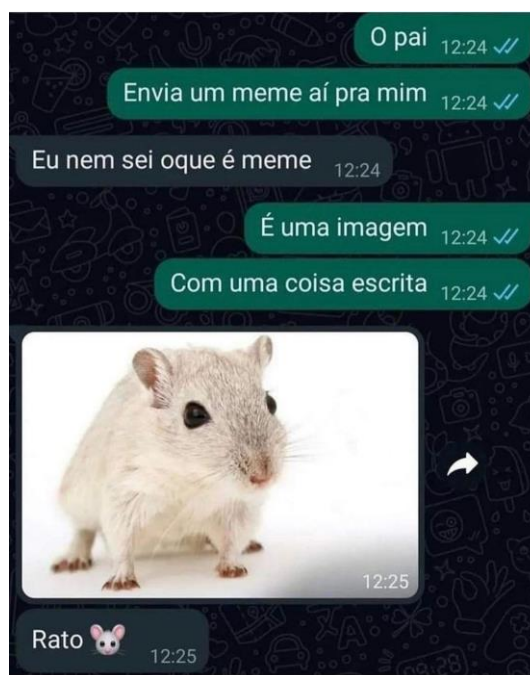 O pai 12:24
Envia um meme aí pra mim 12:24
Eu nem sei oque é meme 12:24
É uma imagem 12:24
Com uma coisa escrita 12:24
12:25
Rato 🐭 12:25